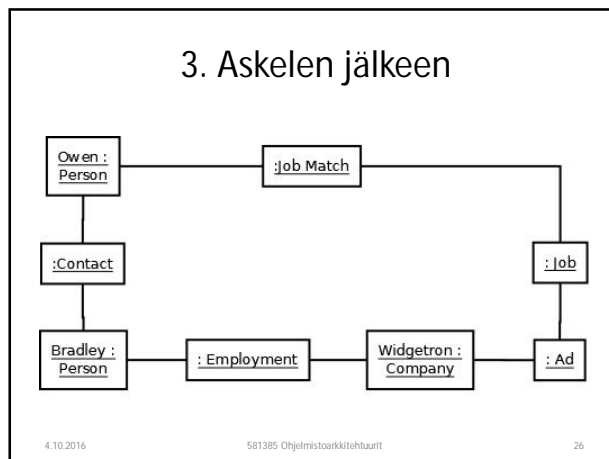 3. Askelen jälkeen
Owen :
Person
:Job Match
:Contact
: Job
Bradley :
Person
: Employment
Widgetron :
Company
: Ad
4.10.2016
581385 Ohjelmistoarkkitehtuurit
26